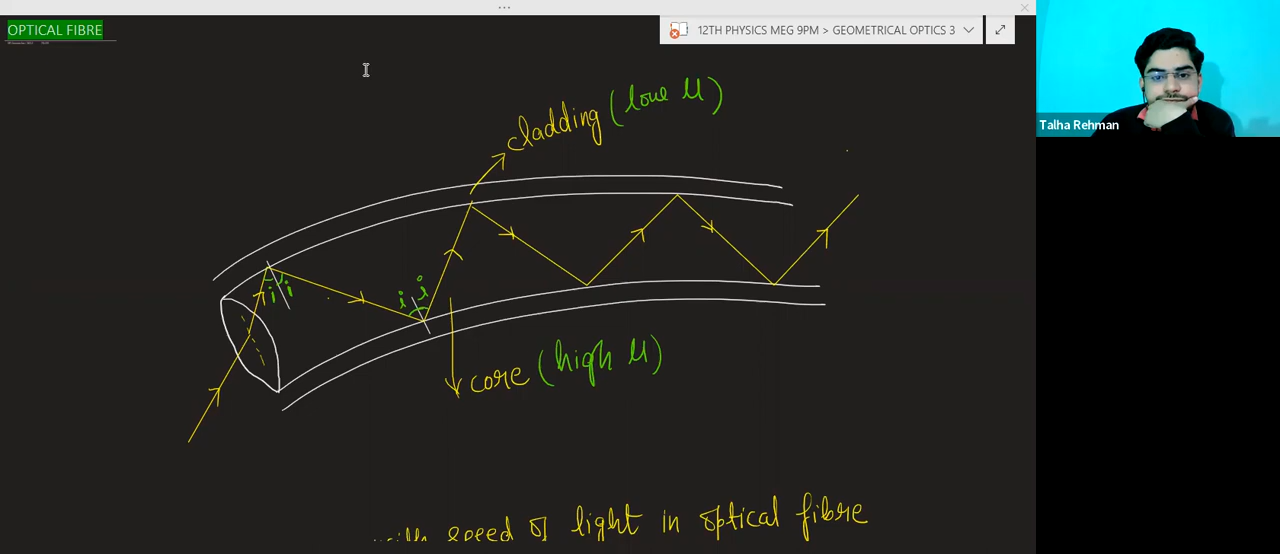 OPTICAL FIBRE
12TH PHYSICS MEG 9PM > GEOMETRICAL OPTICS 3
Talha Rehman
cladding (low μ)
i i
i i
core (high μ)
speed of light in optical fibre